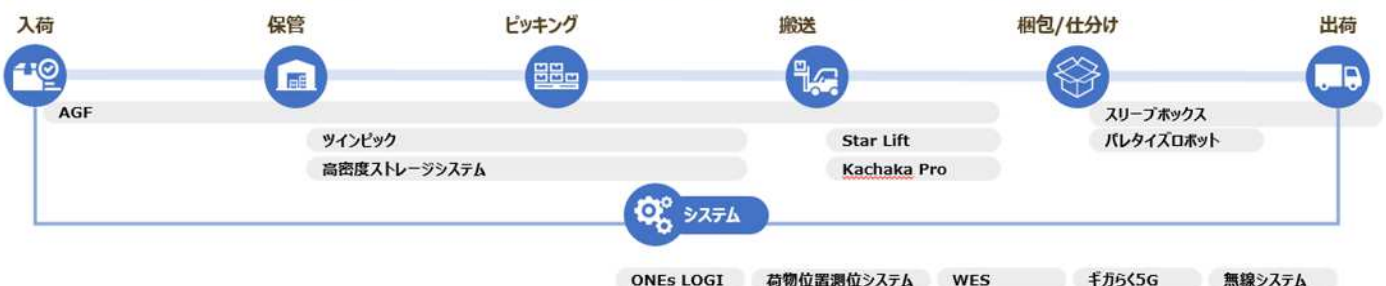 入荷 保管 ピッキング 搬送 梱包/仕分け 出荷
AGF スリーブボックス
ツインピック Star Lift パレタイズロボット
高密度ストレージシステム Kachaka Pro
システム
ONEs LOGI 荷物位置測位システム WES ギガらく5G 無線システム